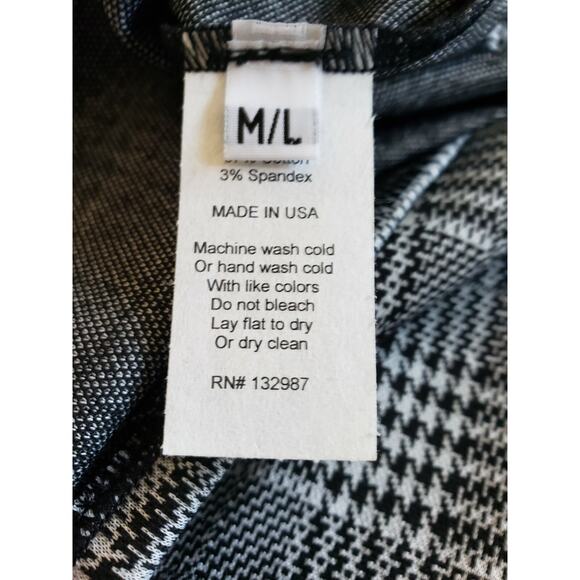 M/L
3% Spandex
MADE IN USA
Machine wash cold
Or hand wash cold
With like colors
Do not bleach
Lay flat to dry
Or dry clean
RN# 132987